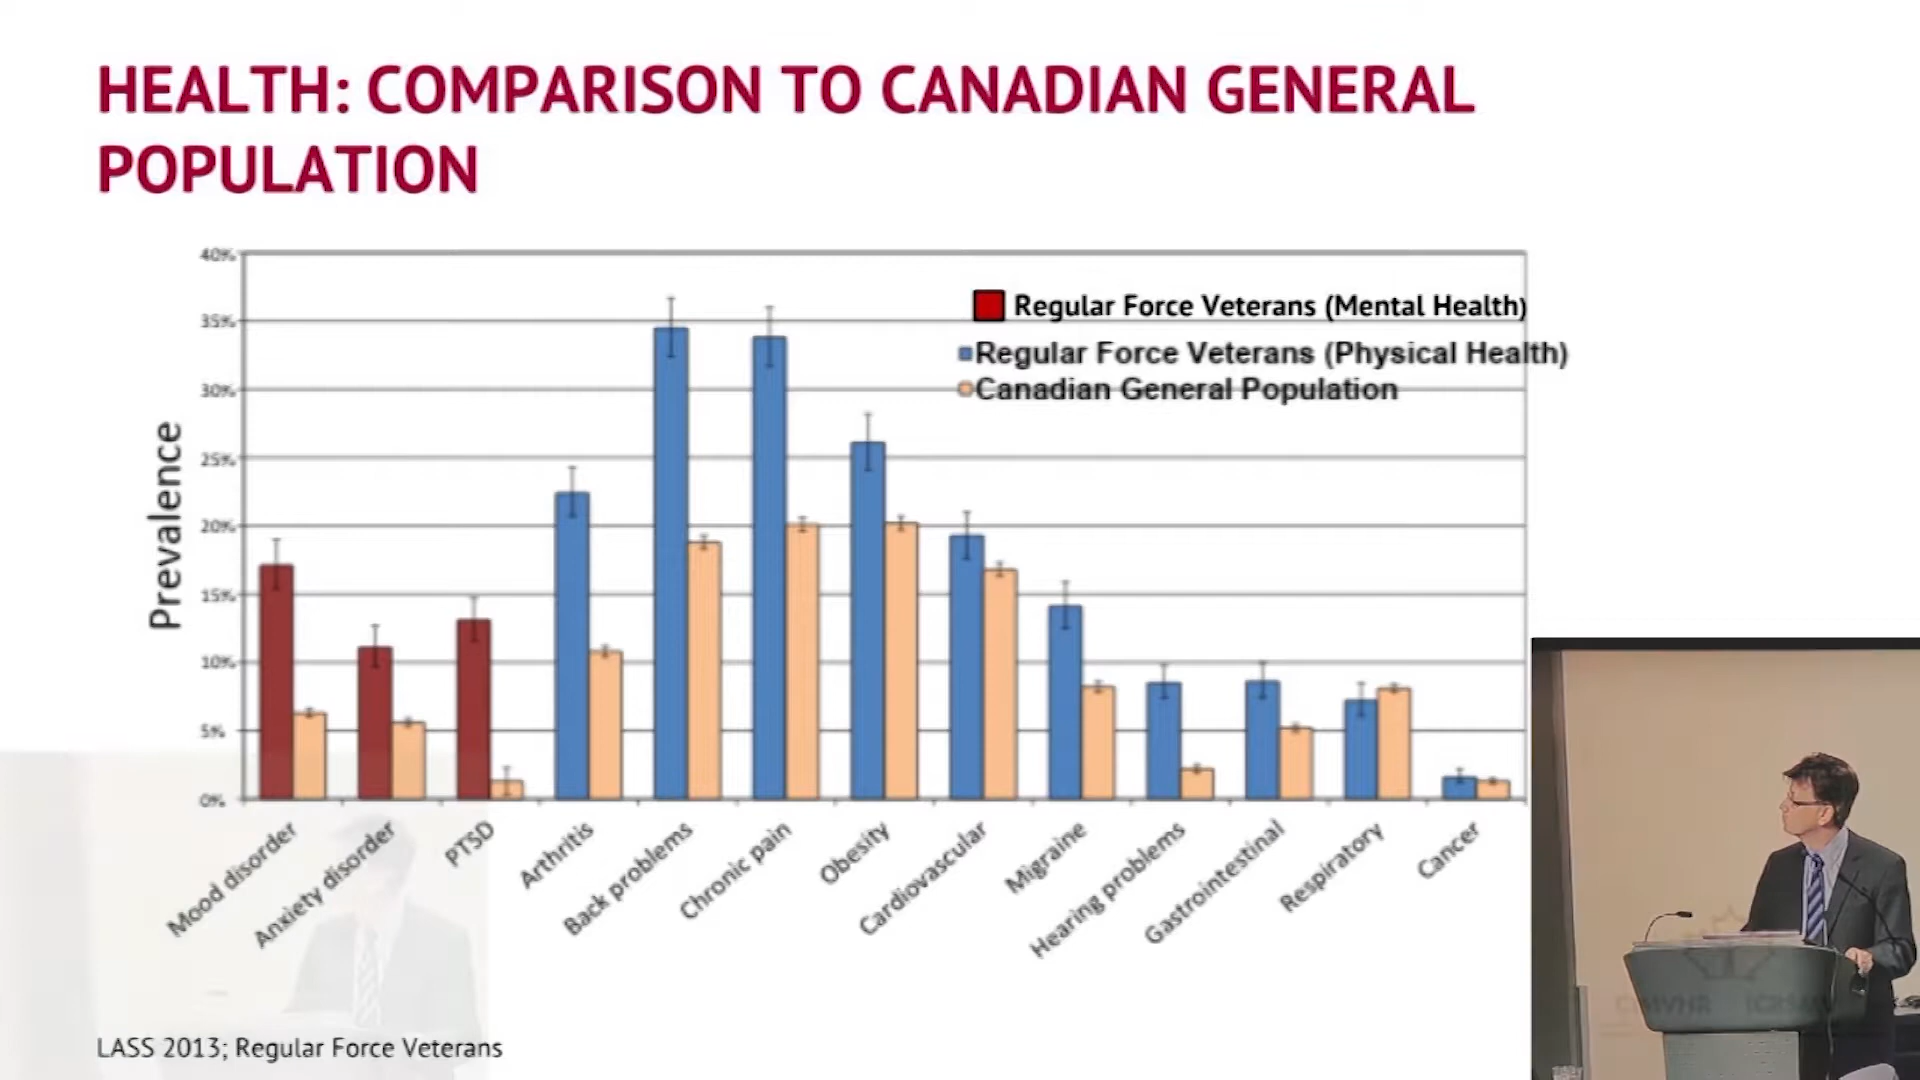 HEALTH: COMPARISON TO CANADIAN GENERAL
POPULATION
40%
35%
30%
25%
20%
15%
10%
5%
0%
Prevalence
Regular Force Veterans (Mental Health)
Regular Force Veterans (Physical Health)
Canadian General Population
Mood disorder
Anxiety disorder
PTSD
Arthritis
Back problems
Chronic pain
Obesity
Cardiovascular
Migraine
Hearing problems
Gastrointestinal
Respiratory
Cancer
LASS 2013; Regular Force Veterans